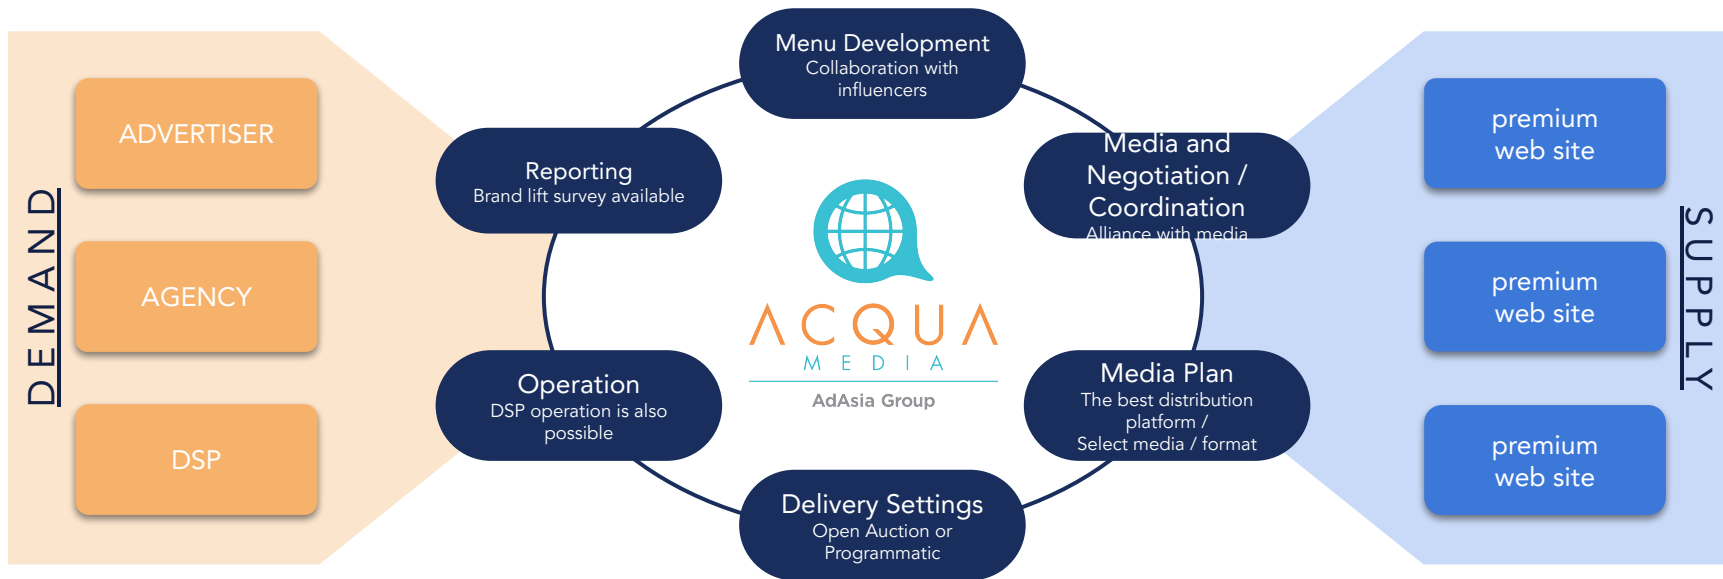 DEMAND
ADVERTISER
AGENCY
DSP
Menu Development
Collaboration with
influencers
Reporting
Brand lift survey available
Media and
Negotiation /
Coordination
Alliance with media
ACQUA
MEDIA
AdAsia Group
Operation
DSP operation is also
possible
Media Plan
The best distribution
platform /
Select media / format
Delivery Settings
Open Auction or
Programmatic
premium
web site
premium
web site
premium
web site
SUPPLY